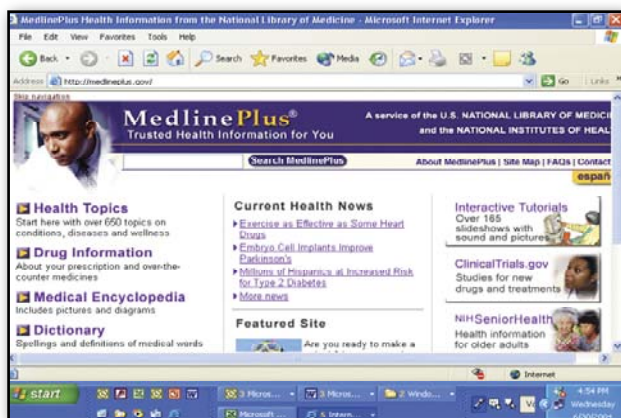 MedlinePlus Health Information from the National Library of Medicine - Microsoft Internet Explorer
File Edit View Favorites Tools Help
Back Search Favorites Media
Address http://medlineplus.gov/ Go Links
Skip navigation
MedlinePlus®
Trusted Health Information for You
A service of the U.S. NATIONAL LIBRARY OF MEDICIN
and the NATIONAL INSTITUTES OF HEAL
Search MedlinePlus
About MedlinePlus | Site Map | FAQs | Contact
españ
Health Topics
Start here with over 650 topics on
conditions, diseases and wellness
Drug Information
About your prescription and over-the-
counter medicines
Medical Encyclopedia
Includes pictures and diagrams
Dictionary
Spellings and definitions of medical words
Current Health News
Exercise as Effective as Some Heart
Drugs
Embryo Cell Implants Improve
Parkinson's
Millions of Hispanics at Increased Risk
for Type 2 Diabetes
More news
Featured Site
Are you ready to make a
Interactive Tutorials
Over 165
slideshows with
sound and pictures
ClinicalTrials.gov
Studies for new
drugs and treatments
NIHSeniorHealth
Health information
for older adults
Internet
start
3 Micros...
3 Micros...
2 Windo...
Microsoft ...
5 Intern...
4:54 PM
Wednesday